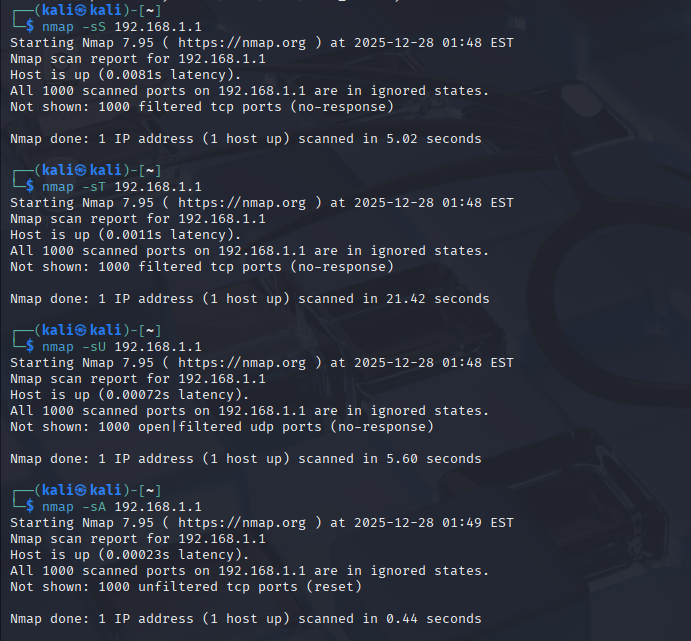 ┌──(kali㉿kali)-[~]
└─$ nmap -sS 192.168.1.1
Starting Nmap 7.95 ( https://nmap.org ) at 2025-12-28 01:48 EST
Nmap scan report for 192.168.1.1
Host is up (0.0081s latency).
All 1000 scanned ports on 192.168.1.1 are in ignored states.
Not shown: 1000 filtered tcp ports (no-response)

Nmap done: 1 IP address (1 host up) scanned in 5.02 seconds

┌──(kali㉿kali)-[~]
└─$ nmap -sT 192.168.1.1
Starting Nmap 7.95 ( https://nmap.org ) at 2025-12-28 01:48 EST
Nmap scan report for 192.168.1.1
Host is up (0.0011s latency).
All 1000 scanned ports on 192.168.1.1 are in ignored states.
Not shown: 1000 filtered tcp ports (no-response)

Nmap done: 1 IP address (1 host up) scanned in 21.42 seconds

┌──(kali㉿kali)-[~]
└─$ nmap -sU 192.168.1.1
Starting Nmap 7.95 ( https://nmap.org ) at 2025-12-28 01:48 EST
Nmap scan report for 192.168.1.1
Host is up (0.00072s latency).
All 1000 scanned ports on 192.168.1.1 are in ignored states.
Not shown: 1000 open|filtered udp ports (no-response)

Nmap done: 1 IP address (1 host up) scanned in 5.60 seconds

┌──(kali㉿kali)-[~]
└─$ nmap -sA 192.168.1.1
Starting Nmap 7.95 ( https://nmap.org ) at 2025-12-28 01:49 EST
Nmap scan report for 192.168.1.1
Host is up (0.00023s latency).
All 1000 scanned ports on 192.168.1.1 are in ignored states.
Not shown: 1000 unfiltered tcp ports (reset)

Nmap done: 1 IP address (1 host up) scanned in 0.44 seconds